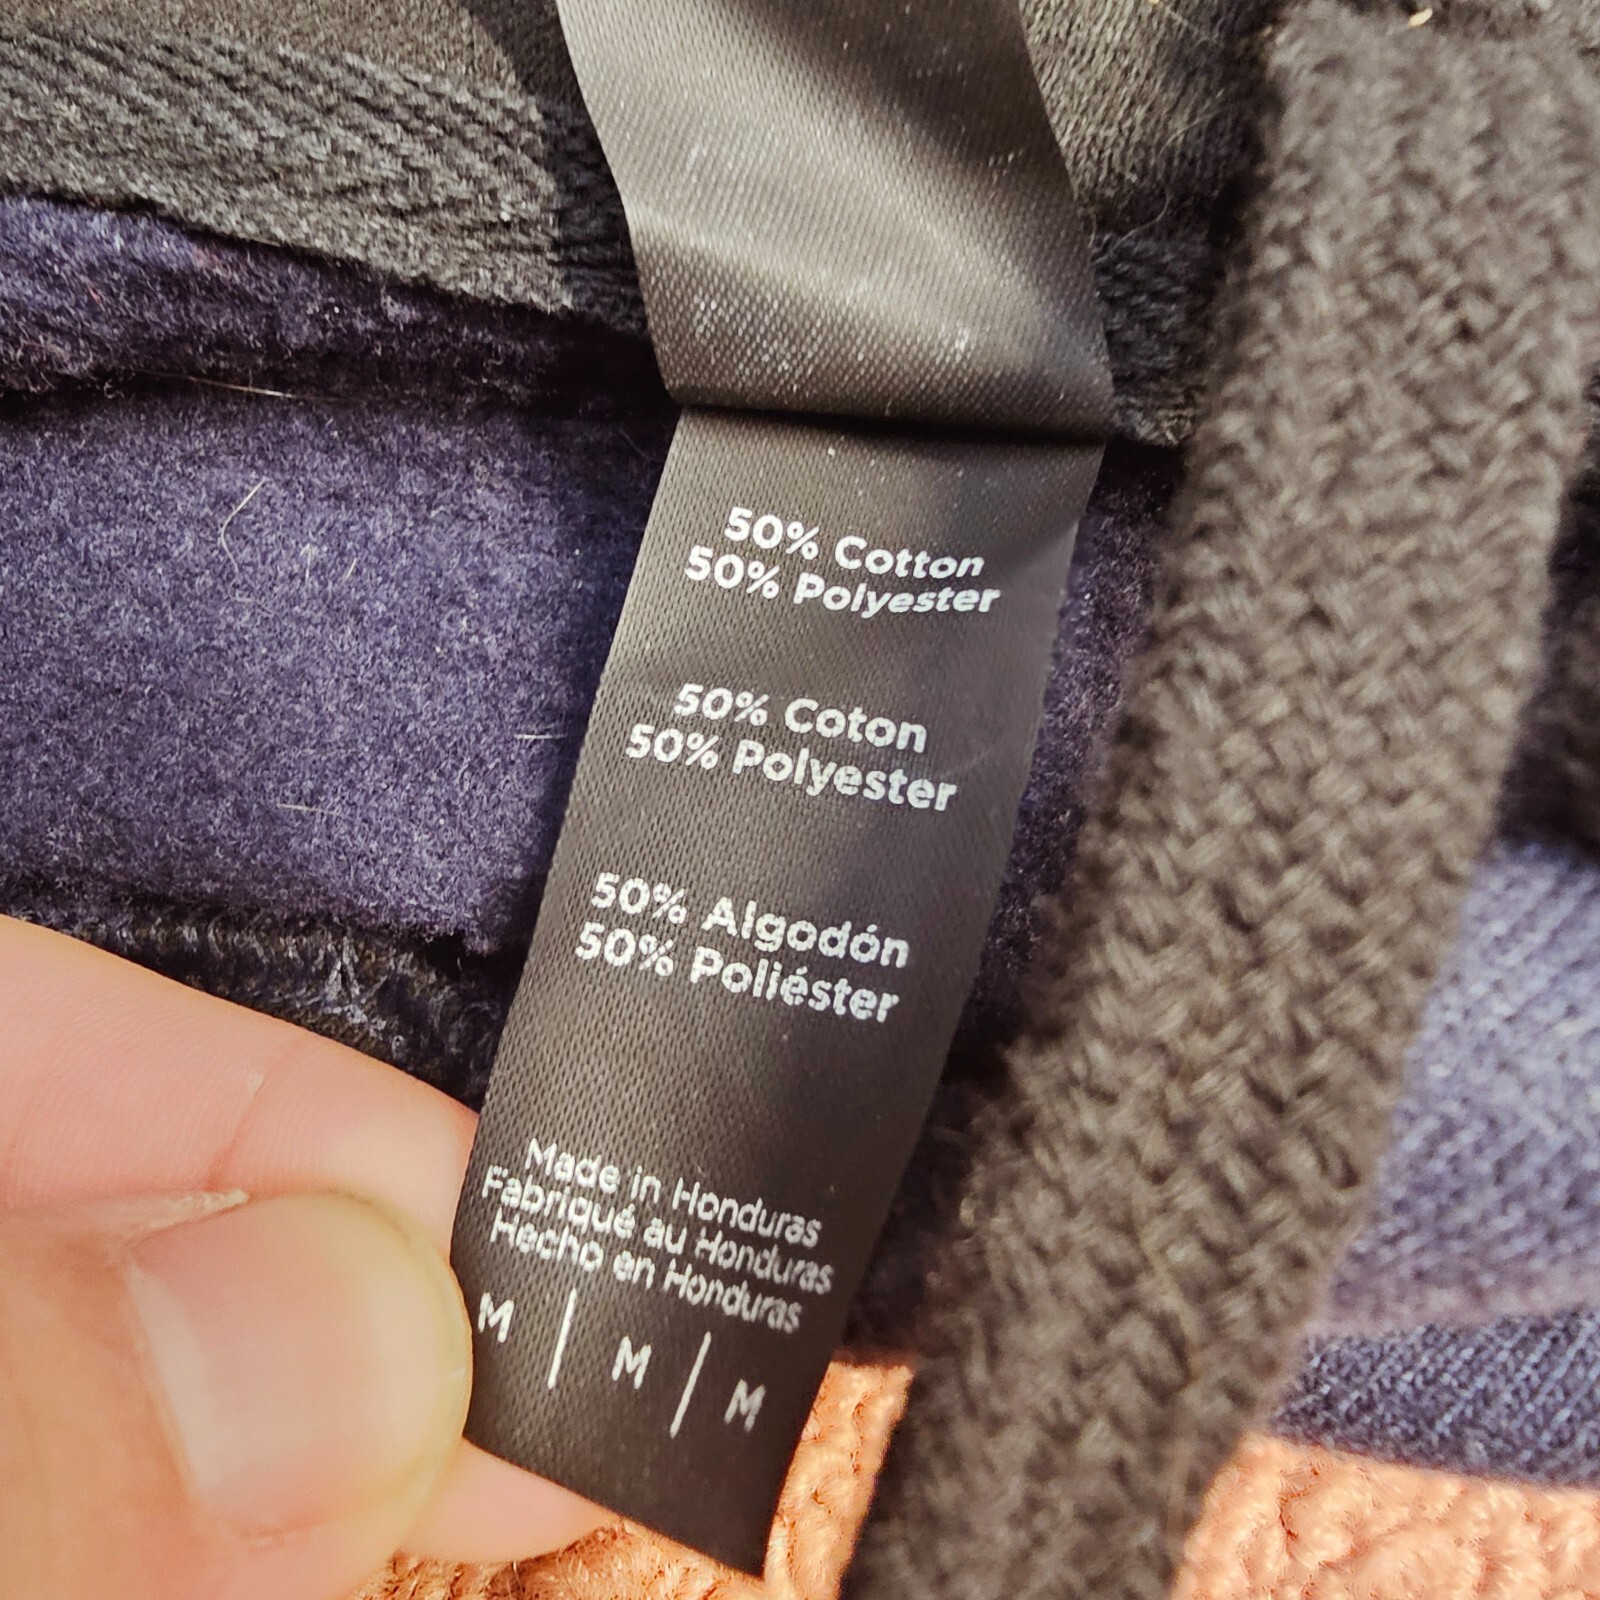 50% Cotton
50% Polyester
50% Coton
50% Polyester
50% Algodón
50% Poliéster
Made in Honduras
Fabriqué au Honduras
Hecho en Honduras
M | M | M